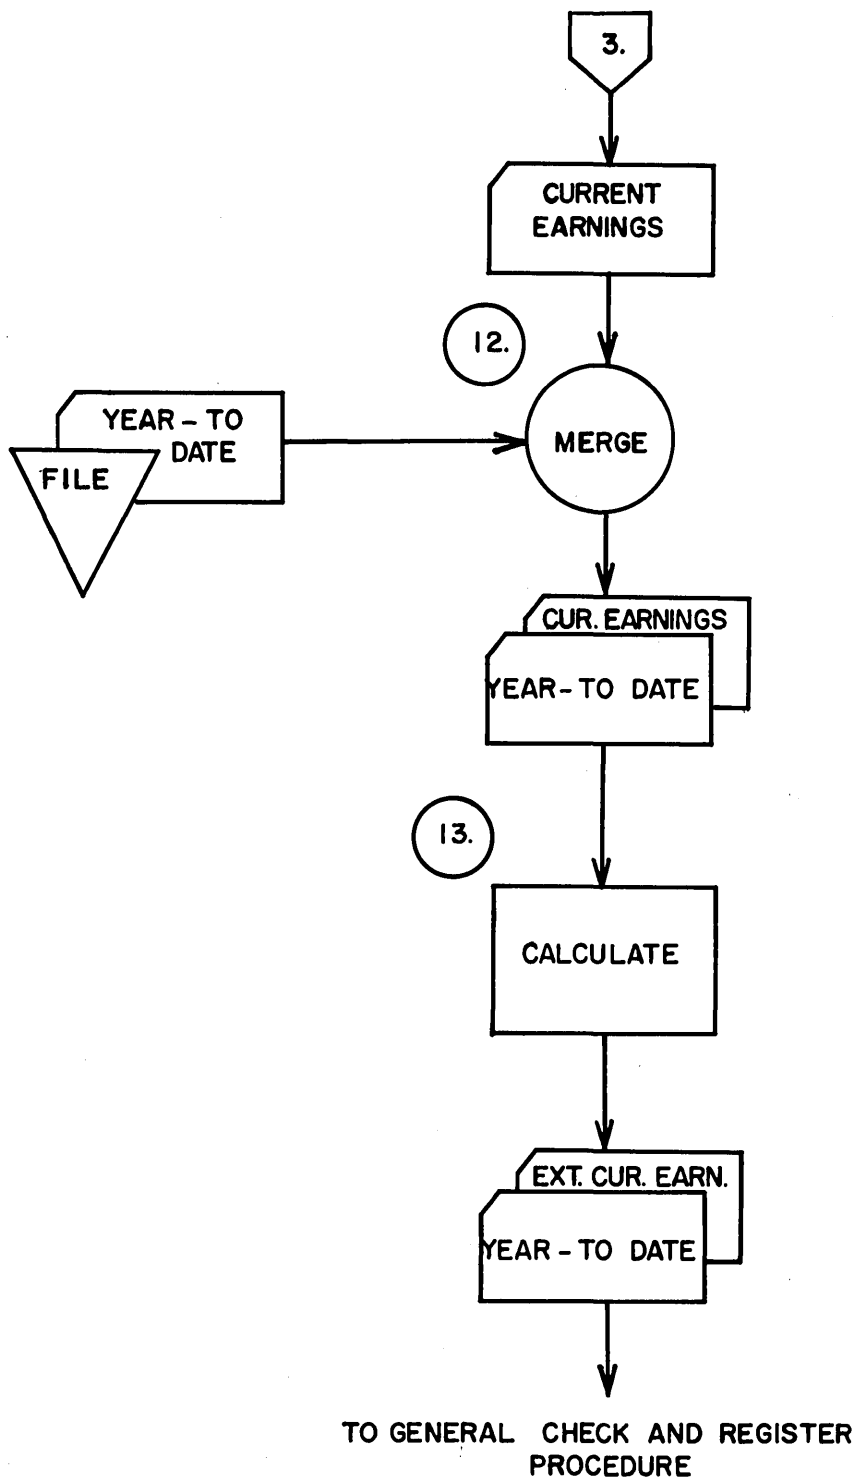 3.
CURRENT
EARNINGS
12.
YEAR - TO
DATE
FILE
MERGE
CUR. EARNINGS
YEAR - TO DATE
13.
CALCULATE
EXT. CUR. EARN.
YEAR - TO DATE
TO GENERAL CHECK AND REGISTER
PROCEDURE